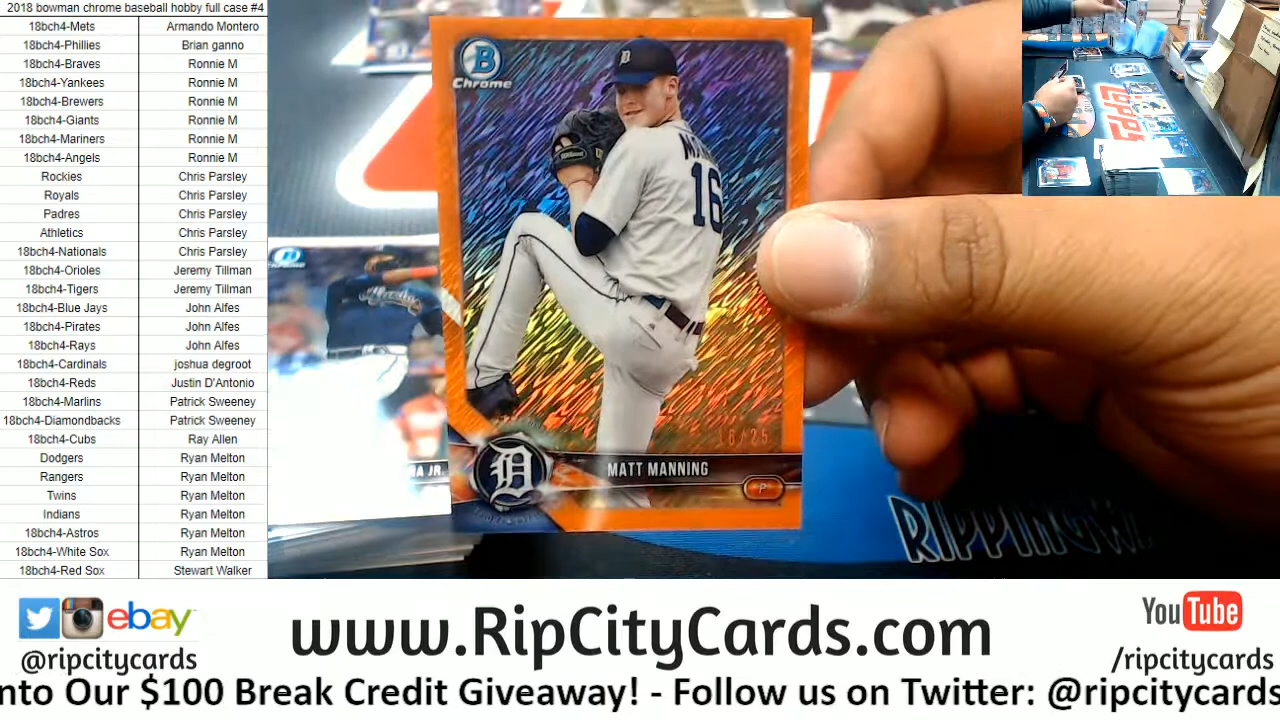 2018 bowman chrome baseball hobby full case #4
18bch4-Mets Armando Montero
18bch4-Phillies Brian ganno
18bch4-Braves Ronnie M
18bch4-Yankees Ronnie M
18bch4-Brewers Ronnie M
18bch4-Giants Ronnie M
18bch4-Mariners Ronnie M
18bch4-Angels Ronnie M
Rockies Chris Parsley
Royals Chris Parsley
Padres Chris Parsley
Athletics Chris Parsley
18bch4-Nationals Chris Parsley
18bch4-Orioles Jeremy Tillman
18bch4-Tigers Jeremy Tillman
18bch4-Blue Jays John Alfes
18bch4-Pirates John Alfes
18bch4-Rays John Alfes
18bch4-Cardinals joshua degroot
18bch4-Reds Justin D'Antonio
18bch4-Marlins Patrick Sweeney
18bch4-Diamondbacks Patrick Sweeney
18bch4-Cubs Ray Allen
Dodgers Ryan Melton
Rangers Ryan Melton
Twins Ryan Melton
Indians Ryan Melton
18bch4-Astros Ryan Melton
18bch4-White Sox Ryan Melton
18bch4-Red Sox Stewart Walker
B
Chrome
D
16
16/25
MATT MANNING
D
P
JR.
RIPPINGW
topps
ebay
@ripcitycards
www.RipCityCards.com
YouTube
/ripcitycards
nto Our $100 Break Credit Giveaway! - Follow us on Twitter: @ripcitycards